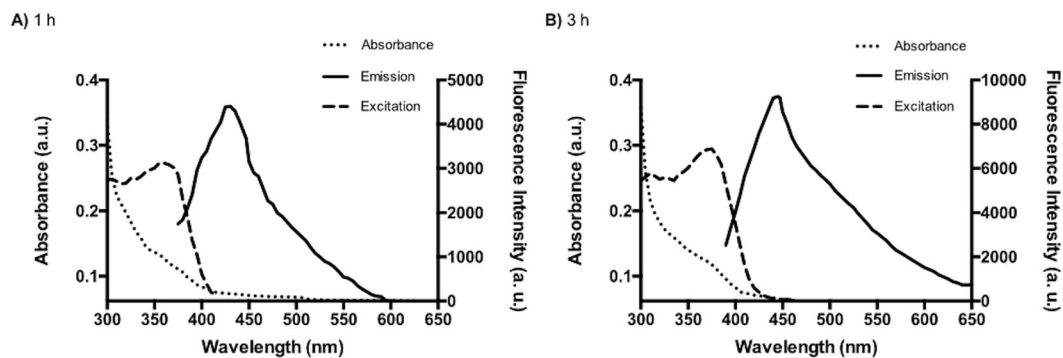 A) 1 h
Absorbance
Emission
Excitation
0.4
0.3
0.2
0.1
Absorbance (a.u.)
5000
4000
3000
2000
1000
0
Fluorescence Intensity (a. u.)
300 350 400 450 500 550 600 650
Wavelength (nm)
B) 3 h
Absorbance
Emission
Excitation
0.4
0.3
0.2
0.1
Absorbance (a.u.)
10000
8000
6000
4000
2000
0
Fluorescence Intensity (a. u.)
300 350 400 450 500 550 600 650
Wavelength (nm)